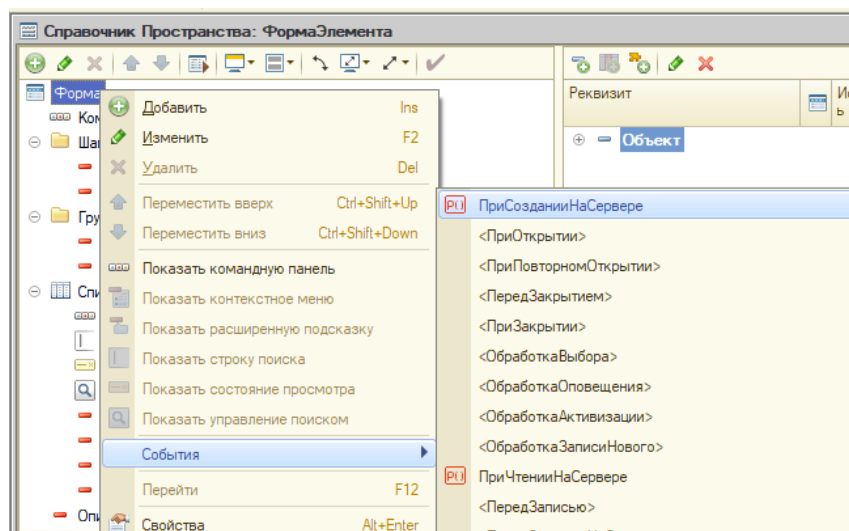 Справочник Пространства: ФормаЭлемента
Форма
Ком
Шап
Гру
Спи
Опи
Добавить Ins
Изменить F2
Удалить Del
Переместить вверх Ctrl+Shift+Up
Переместить вниз Ctrl+Shift+Down
Показать командную панель
Показать контекстное меню
Показать расширенную подсказку
Показать строку поиска
Показать состояние просмотра
Показать управление поиском
События
Перейти F12
Свойства Alt+Enter
ПриСозданииНаСервере
<ПриОткрытии>
<ПриПовторномОткрытии>
<ПередЗакрытием>
<ПриЗакрытии>
<ОбработкаВыбора>
<ОбработкаОповещения>
<ОбработкаАктивизации>
<ОбработкаЗаписиНового>
ПриЧтенииНаСервере
<ПередЗаписью>
Реквизит
Ис
ь
Объект